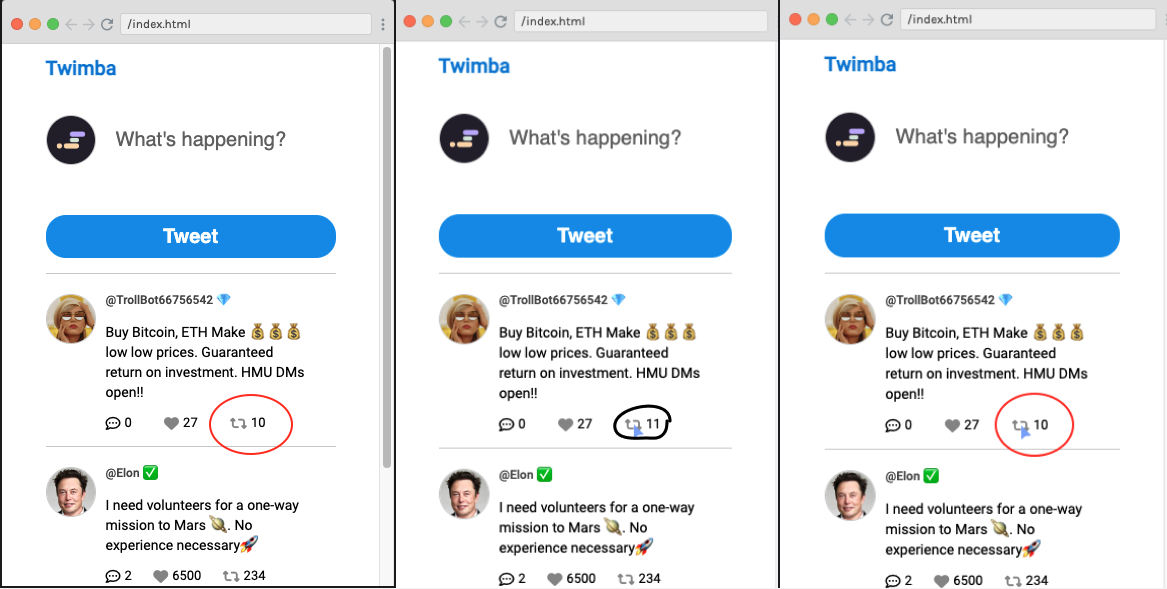 /index.html
Twimba
What's happening?
Tweet
@TrollBot66756542 💎
Buy Bitcoin, ETH Make 💰💰💰
low low prices. Guaranteed
return on investment. HMU DMs
open!!
0 27 10
@Elon ✅
I need volunteers for a one-way
mission to Mars 🪐. No
experience necessary🚀
2 6500 234
/index.html
Twimba
What's happening?
Tweet
@TrollBot66756542 💎
Buy Bitcoin, ETH Make 💰💰💰
low low prices. Guaranteed
return on investment. HMU DMs
open!!
0 27 11
@Elon ✅
I need volunteers for a one-way
mission to Mars 🪐. No
experience necessary🚀
2 6500 234
/index.html
Twimba
What's happening?
Tweet
@TrollBot66756542 💎
Buy Bitcoin, ETH Make 💰💰💰
low low prices. Guaranteed
return on investment. HMU DMs
open!!
0 27 10
@Elon ✅
I need volunteers for a one-way
mission to Mars 🪐. No
experience necessary🚀
2 6500 234